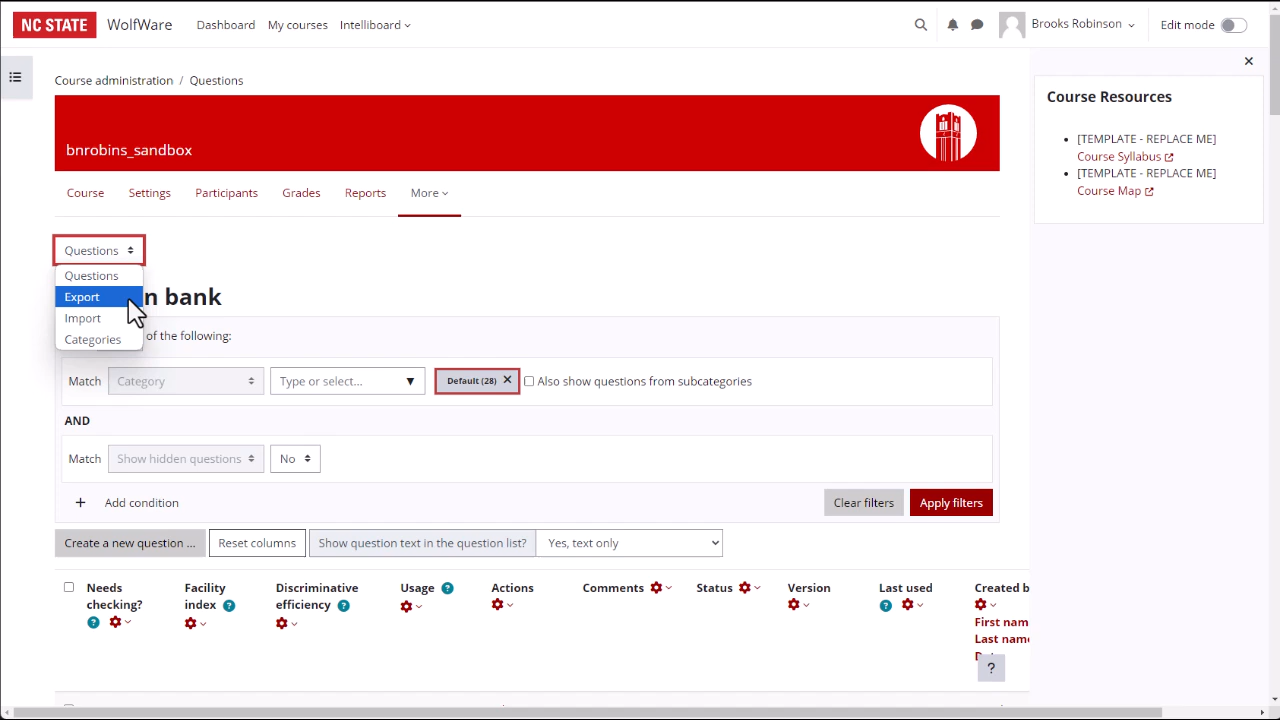 NC STATE WolfWare Dashboard My courses Intelliboard Brooks Robinson Edit mode
Course administration / Questions
bnrobins_sandbox
Course Settings Participants Grades Reports More
Questions
Questions
Export
Import
Categories
n bank
of the following:
Match Category Type or select... Default (28) Also show questions from subcategories
AND
Match Show hidden questions No
Add condition Clear filters Apply filters
Create a new question ... Reset columns Show question text in the question list? Yes, text only
Needs checking? ?
Facility index ?
Discriminative efficiency ?
Usage ?
Actions
Comments
Status
Version
Last used ?
Created b
First nam
Last nam
?
Course Resources
[TEMPLATE - REPLACE ME]
Course Syllabus
[TEMPLATE - REPLACE ME]
Course Map